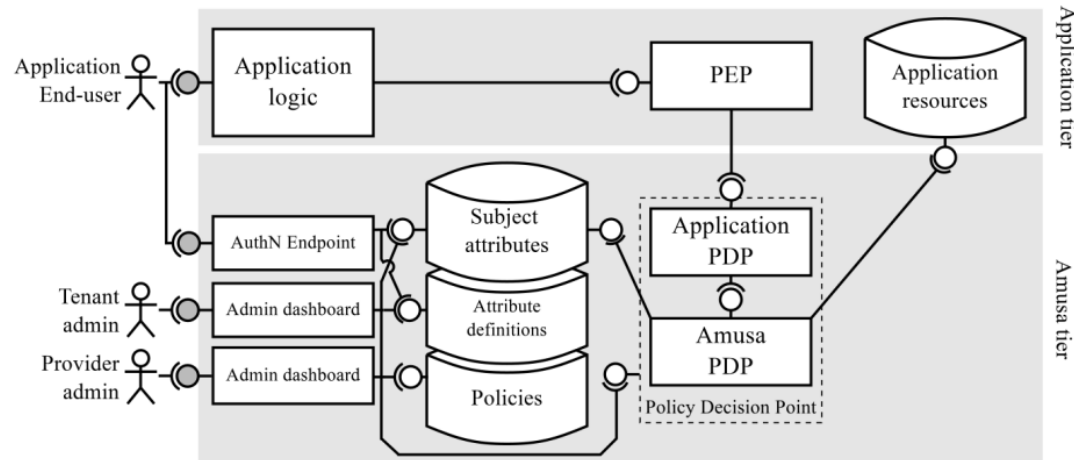 Application
End-user
Application
logic
PEP
Application
resources
Application tier
AuthN Endpoint
Subject
attributes
Application
PDP
Tenant
admin
Admin dashboard
Attribute
definitions
Amusa
PDP
Provider
admin
Admin dashboard
Policies
Policy Decision Point
Amusa tier